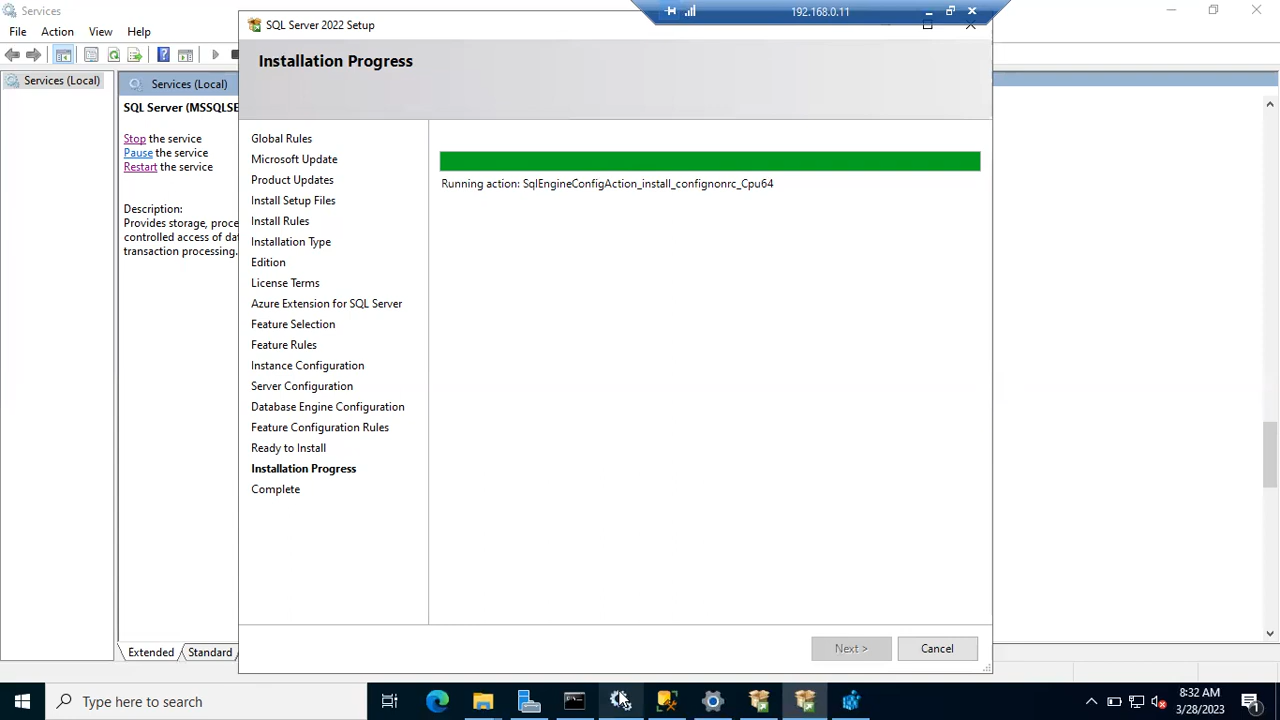 Services
SQL Server 2022 Setup
192.168.0.11
File Action View Help
Installation Progress
Services (Local)
Services (Local)
SQL Server (MSSQLSE
Stop the service
Pause the service
Restart the service
Description:
Provides storage, proce
controlled access of da
transaction processing.
Global Rules
Microsoft Update
Product Updates
Install Setup Files
Install Rules
Installation Type
Edition
License Terms
Azure Extension for SQL Server
Feature Selection
Feature Rules
Instance Configuration
Server Configuration
Database Engine Configuration
Feature Configuration Rules
Ready to Install
Installation Progress
Complete
Running action: SqlEngineConfigAction_install_confignonrc_Cpu64
Next >
Cancel
Extended
Standard
Type here to search
8:32 AM
3/28/2023
1